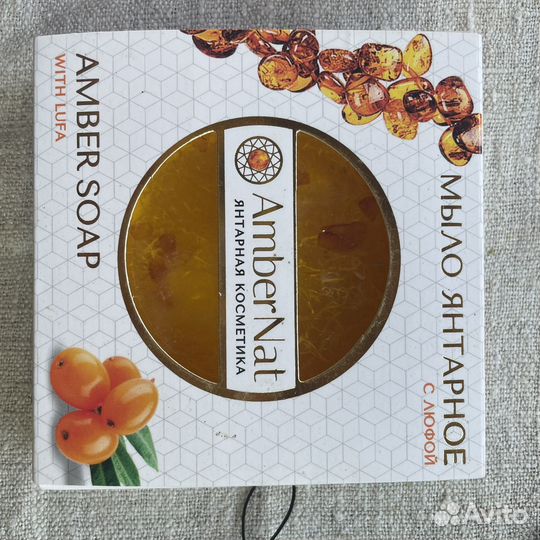 МЫЛО ЯНТАРНОЕ
С ЛЮФОЙ
AmberNat
ЯНТАРНАЯ КОСМЕТИКА
AMBER SOAP
WITH LUFA
Avito